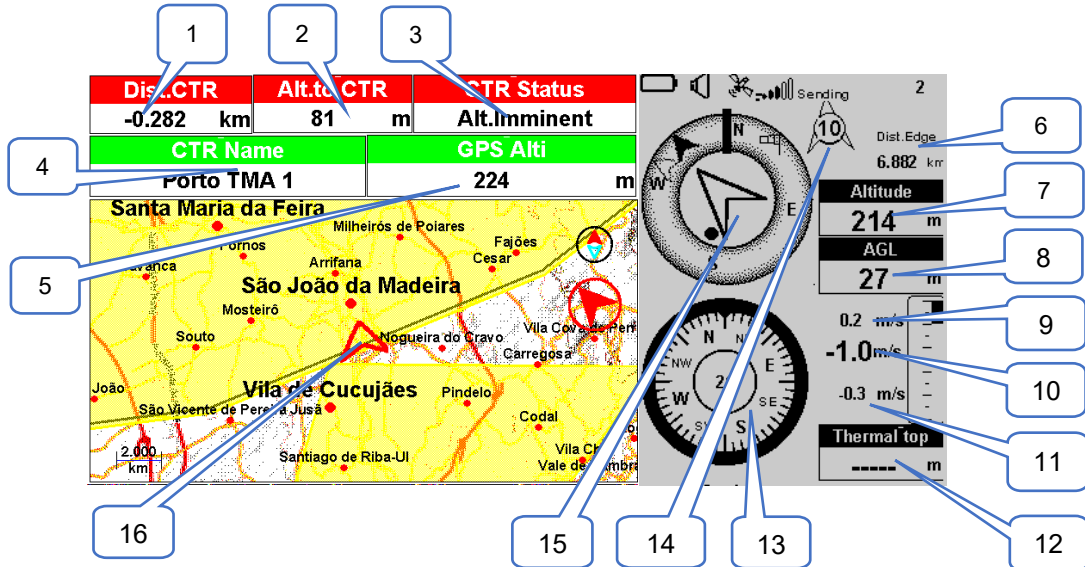 1
2
3
Dist.CTR
Alt.to CTR
CTR Status
-0.282 km
81 m
Alt.Imminent
CTR Name
GPS Alti
Porto TMA 1
224 m
4
5
Santa Maria da Feira
Milheirós de Poiares
Fornos
Fajões
Cesar
Arrifana
São João da Madeira
Mosteirô
Souto
Nogueira do Cravo
Carregosa
João
Vila de Cucujães
Pindelo
São Vicente de Pereira Jusã
Codal
Santiago de Riba-Ul
Vila
Vale de
2.000
km
16
Sending
2
10
N
W
E
S
Dist.Edge
6.882 km
6
Altitude
214 m
7
AGL
27 m
8
0.2 m/s
9
-1.0 m/s
10
-0.3 m/s
11
Thermal top
----- m
12
N
NW
E
W
SE
S
2
15
14
13